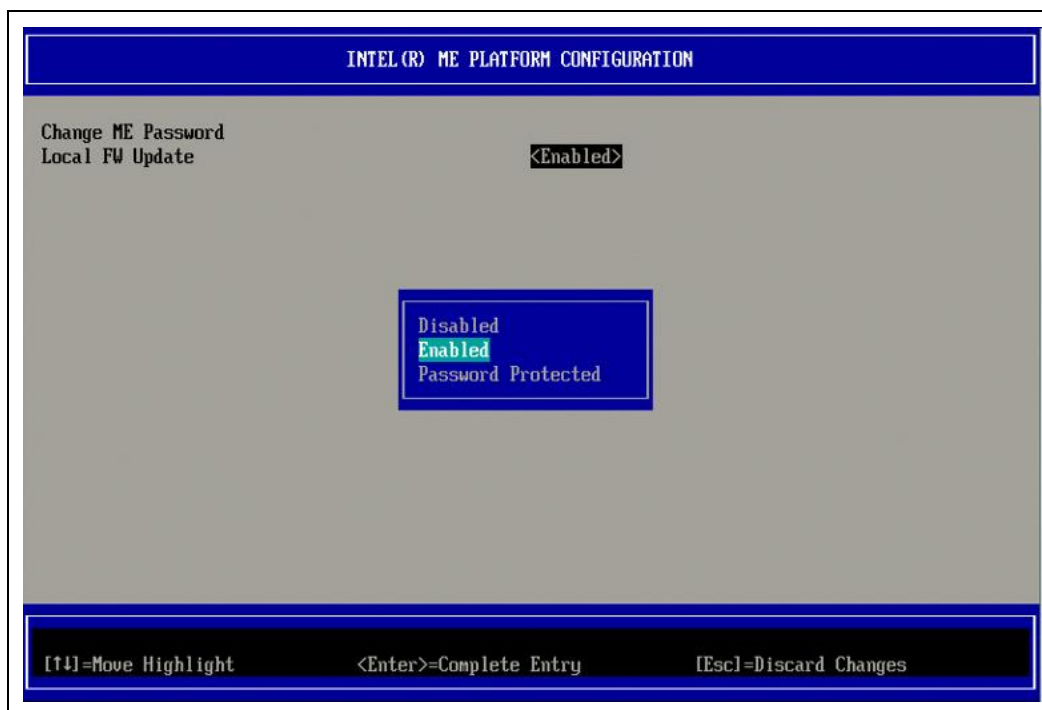 INTEL(R) ME PLATFORM CONFIGURATION
Change ME Password
Local FW Update <Enabled>
Disabled
Enabled
Password Protected
[↑↓]=Move Highlight <Enter>=Complete Entry [Esc]=Discard Changes